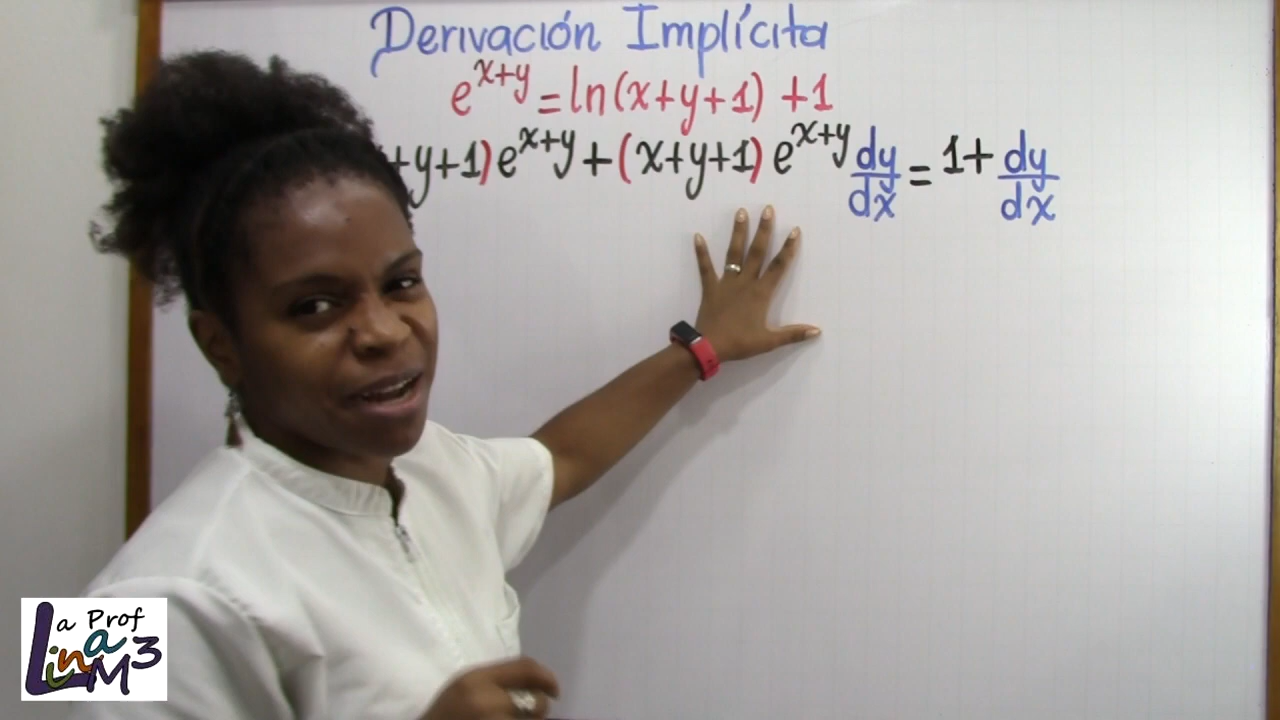 Derivación Implícita
e^{x+y} = ln(x+y+1) +1
+y+1)e^{x+y}+(x+y+1)e^{x+y} dy/dx = 1+ dy/dx
La Prof
Lina M3